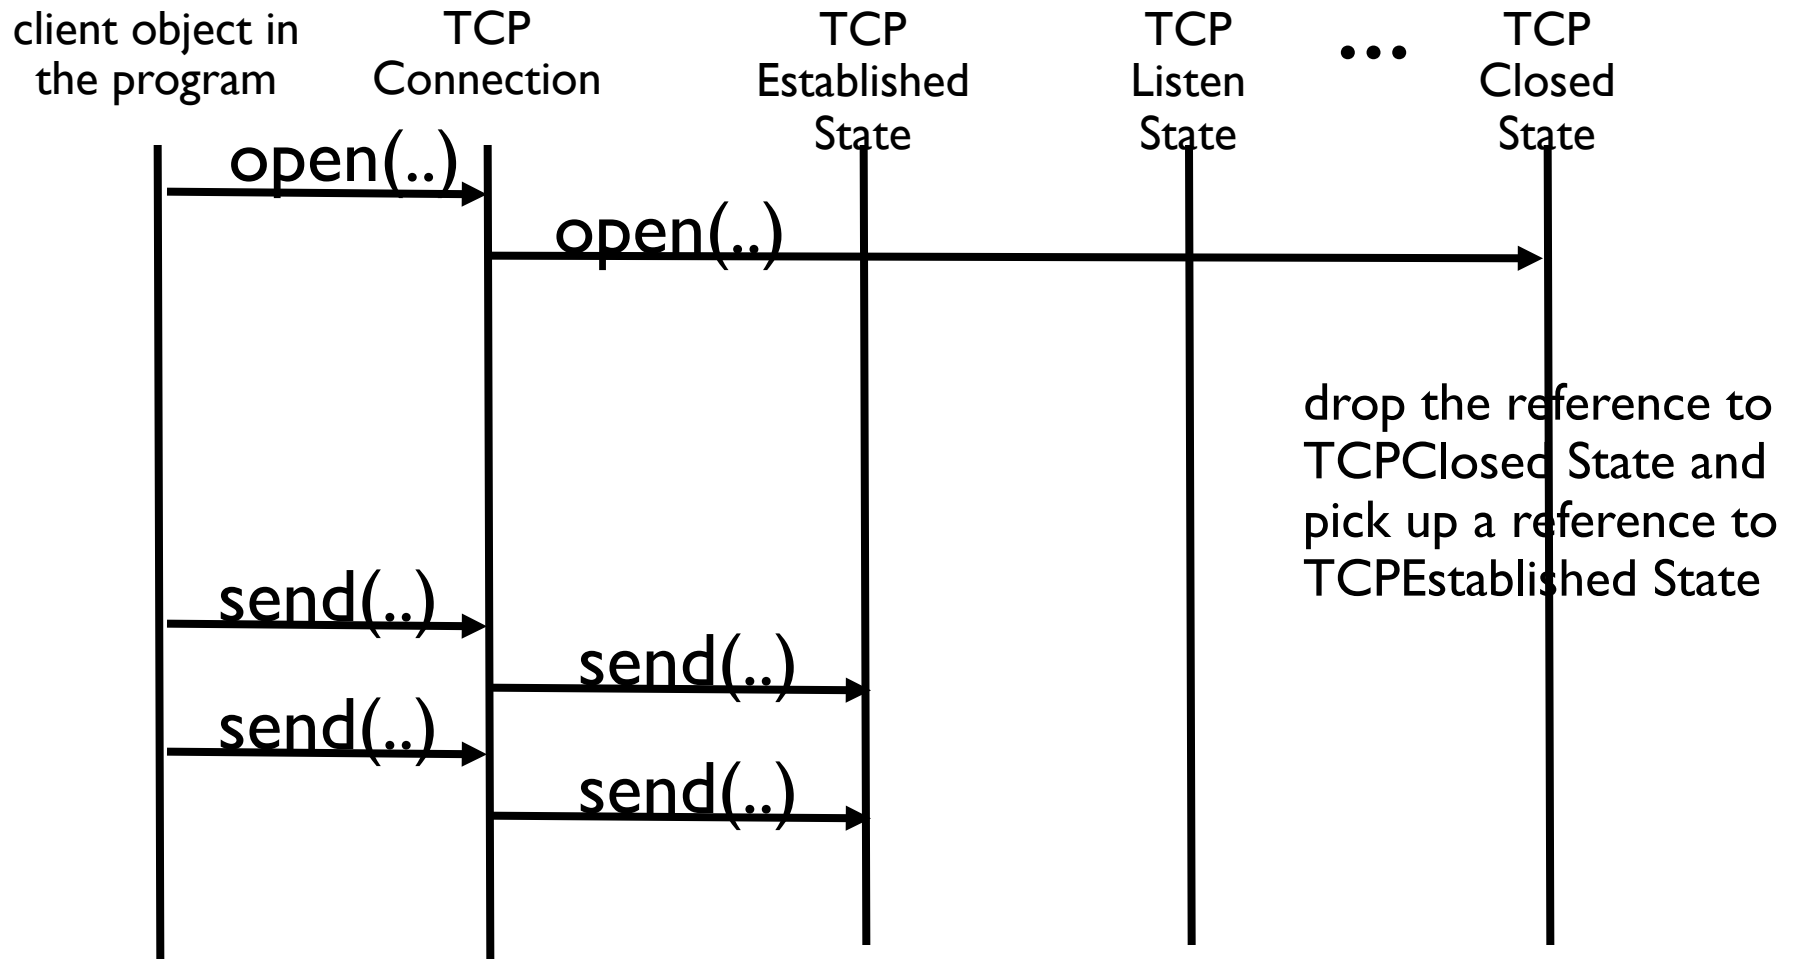 client object in
the program
TCP
Connection
TCP
Established
State
TCP
Listen
State
...
TCP
Closed
State
open(..)
open(..)
drop the reference to
TCPClosed State and
pick up a reference to
TCPEstablished State
send(..)
send(..)
send(..)
send(..)